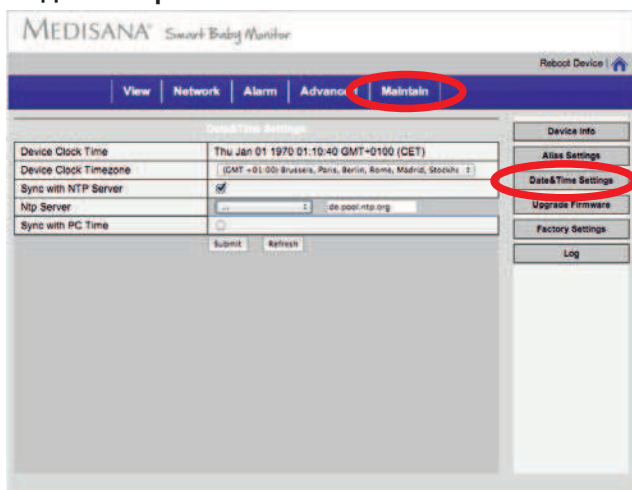 MEDISANA® Smart Baby Monitor
Reboot Device |
View | Network | Alarm | Advanced | Maintain
Date&Time Settings
Device Clock Time Thu Jan 01 1970 01:10:40 GMT+0100 (CET)
Device Clock Timezone (GMT +01:00) Brussels, Paris, Berlin, Rome, Madrid, Stockho
Sync with NTP Server
Ntp Server ... de.pool.ntp.org
Sync with PC Time
Submit Refresh
Device Info
Alias Settings
Date&Time Settings
Upgrade Firmware
Factory Settings
Log